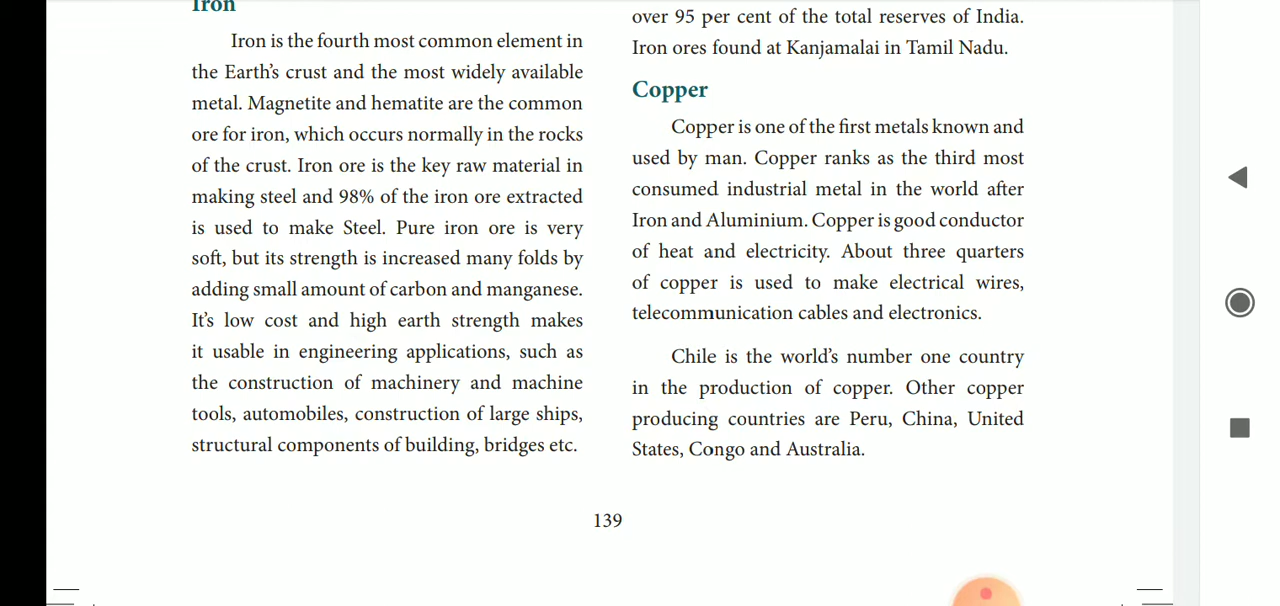 Iron
Iron is the fourth most common element in
the Earth's crust and the most widely available
metal. Magnetite and hematite are the common
ore for iron, which occurs normally in the rocks
of the crust. Iron ore is the key raw material in
making steel and 98% of the iron ore extracted
is used to make Steel. Pure iron ore is very
soft, but its strength is increased many folds by
adding small amount of carbon and manganese.
It's low cost and high earth strength makes
it usable in engineering applications, such as
the construction of machinery and machine
tools, automobiles, construction of large ships,
structural components of building, bridges etc.
over 95 per cent of the total reserves of India.
Iron ores found at Kanjamalai in Tamil Nadu.
Copper
Copper is one of the first metals known and
used by man. Copper ranks as the third most
consumed industrial metal in the world after
Iron and Aluminium. Copper is good conductor
of heat and electricity. About three quarters
of copper is used to make electrical wires,
telecommunication cables and electronics.
Chile is the world's number one country
in the production of copper. Other copper
producing countries are Peru, China, United
States, Congo and Australia.
139